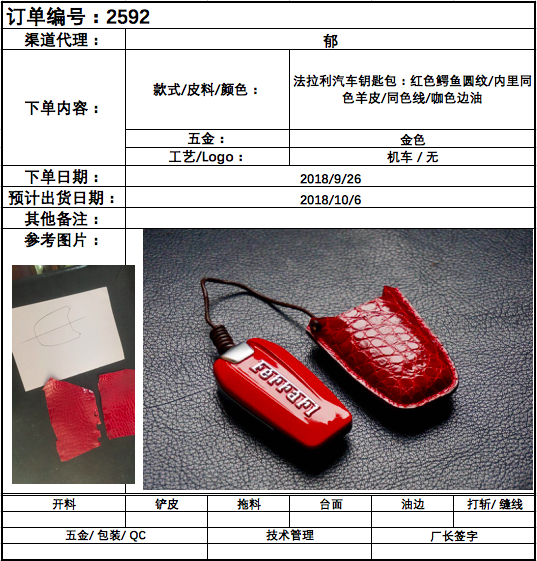 订单编号：2592
渠道代理：
郁
下单内容：
款式/皮料/颜色：
法拉利汽车钥匙包：红色鳄鱼圆纹/内里同
色羊皮/同色线/咖色边油
五金：
金色
工艺/Logo：
机车 / 无
下单日期：
2018/9/26
预计出货日期：
2018/10/6
其他备注：
参考图片：
Ferrari
开料
铲皮
拖料
台面
油边
打斩/ 缝线
五金/ 包装/ QC
技术管理
厂长签字